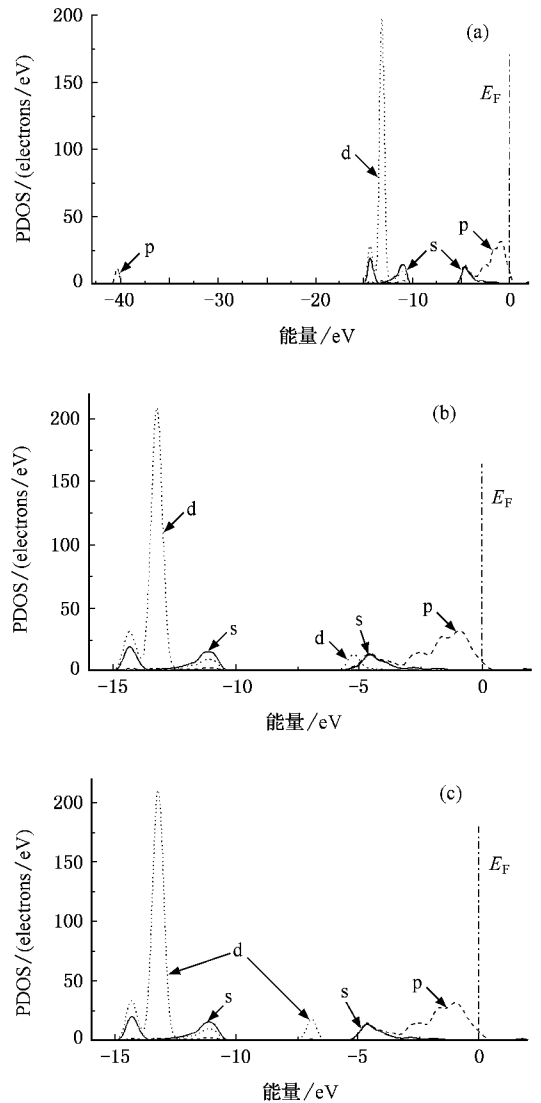 200
(a)
E_F
150
d
100
50
p
s
p
0
−40
−30
−20
−10
0
PDOS/(electrons/eV)
能量/eV
(b)
200
E_F
d
150
100
50
s
d
s
p
0
−15
−10
−5
0
PDOS/(electrons/eV)
能量/eV
(c)
200
E_F
150
100
d
50
s
s
p
0
−15
−10
−5
0
PDOS/(electrons/eV)
能量/eV